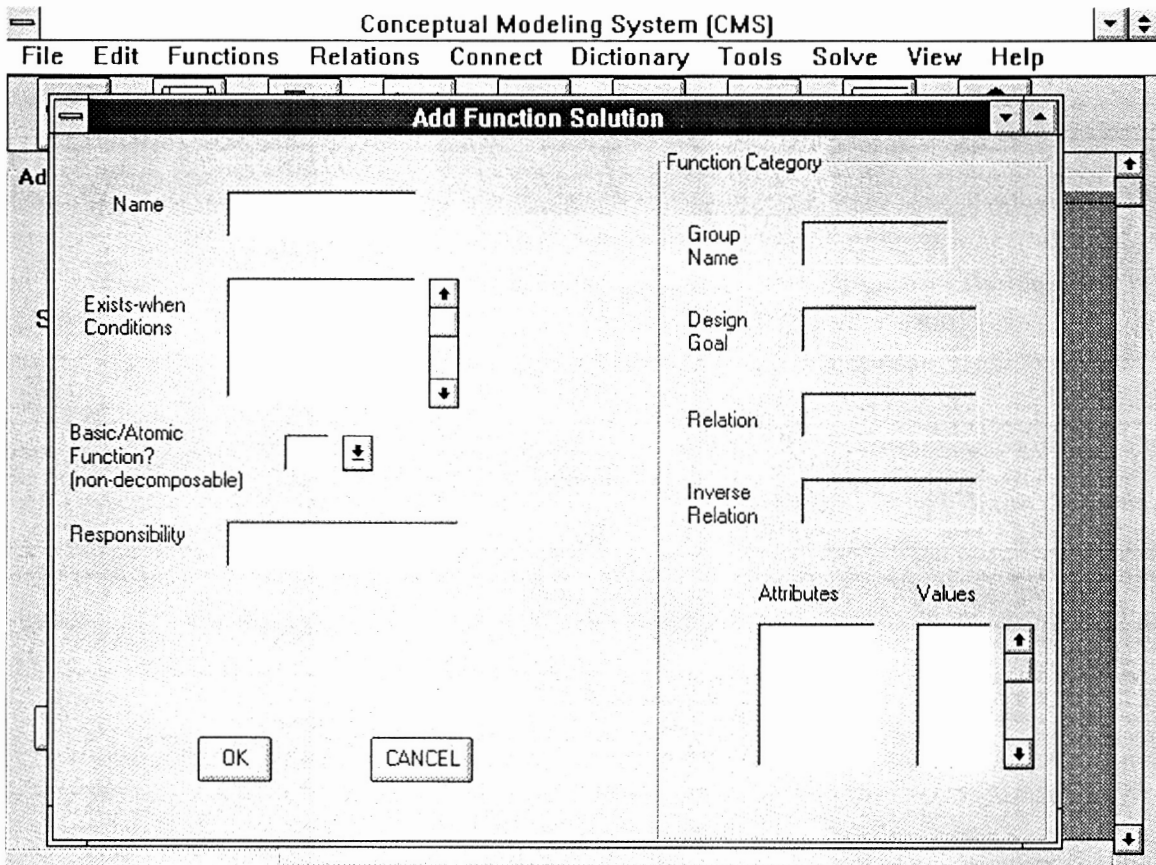 Conceptual Modeling System (CMS)
File Edit Functions Relations Connect Dictionary Tools Solve View Help
Add Function Solution
Ad
S
Name
Exists-when
Conditions
Basic/Atomic
Function?
(non-decomposable)
Responsibility
OK CANCEL
Function Category
Group
Name
Design
Goal
Relation
Inverse
Relation
Attributes Values